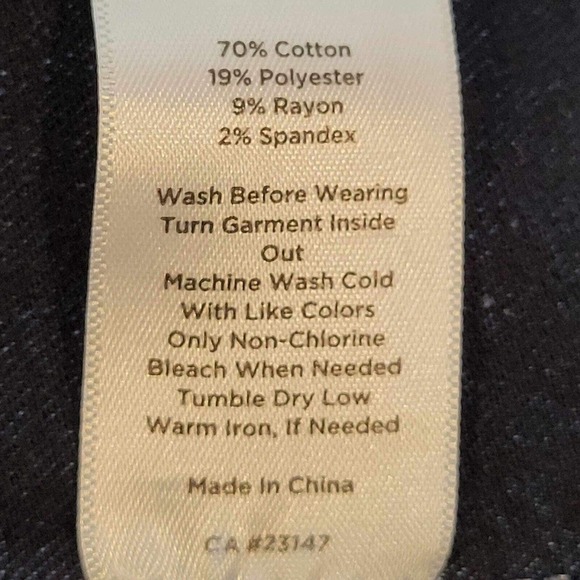 70% Cotton
19% Polyester
9% Rayon
2% Spandex
Wash Before Wearing
Turn Garment Inside
Out
Machine Wash Cold
With Like Colors
Only Non-Chlorine
Bleach When Needed
Tumble Dry Low
Warm Iron, If Needed
Made In China
CA #23147